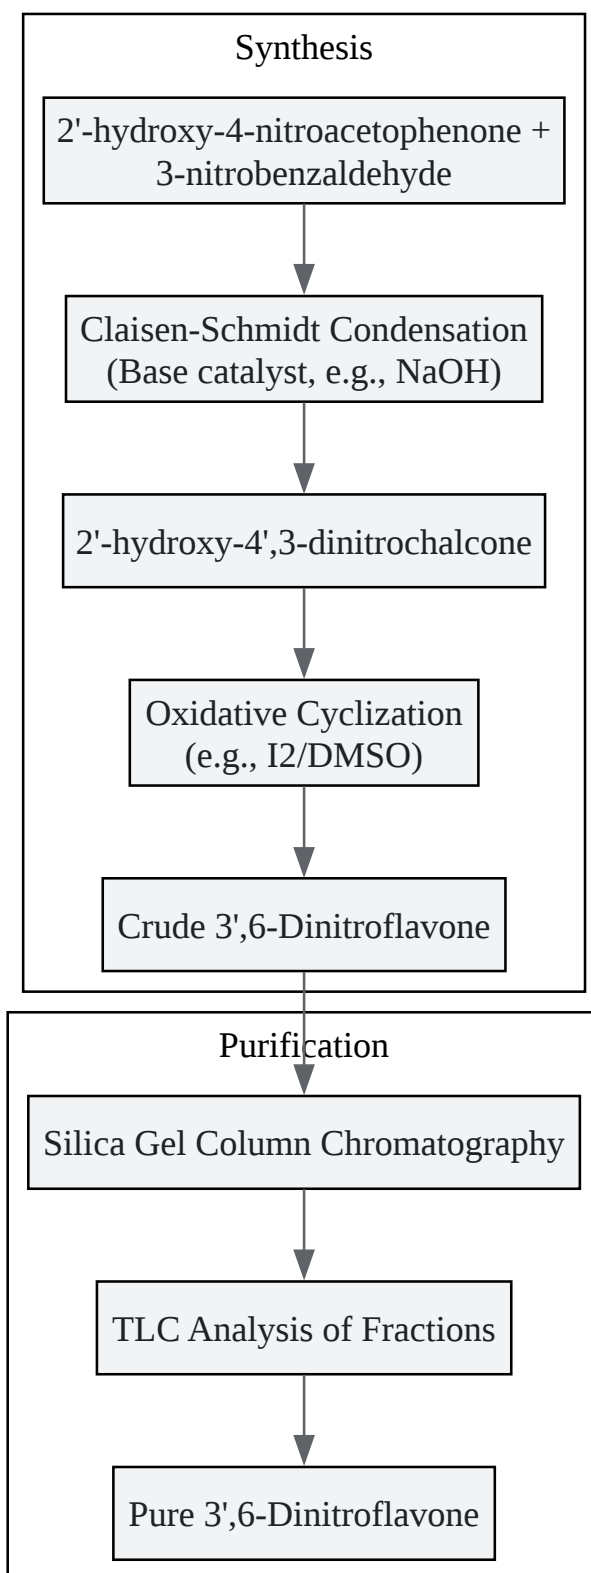 Synthesis
2'-hydroxy-4-nitroacetophenone +
3-nitrobenzaldehyde
Claisen-Schmidt Condensation
(Base catalyst, e.g., NaOH)
2'-hydroxy-4',3-dinitrochalcone
Oxidative Cyclization
(e.g., I2/DMSO)
Crude 3',6-Dinitroflavone
Purification
Silica Gel Column Chromatography
TLC Analysis of Fractions
Pure 3',6-Dinitroflavone